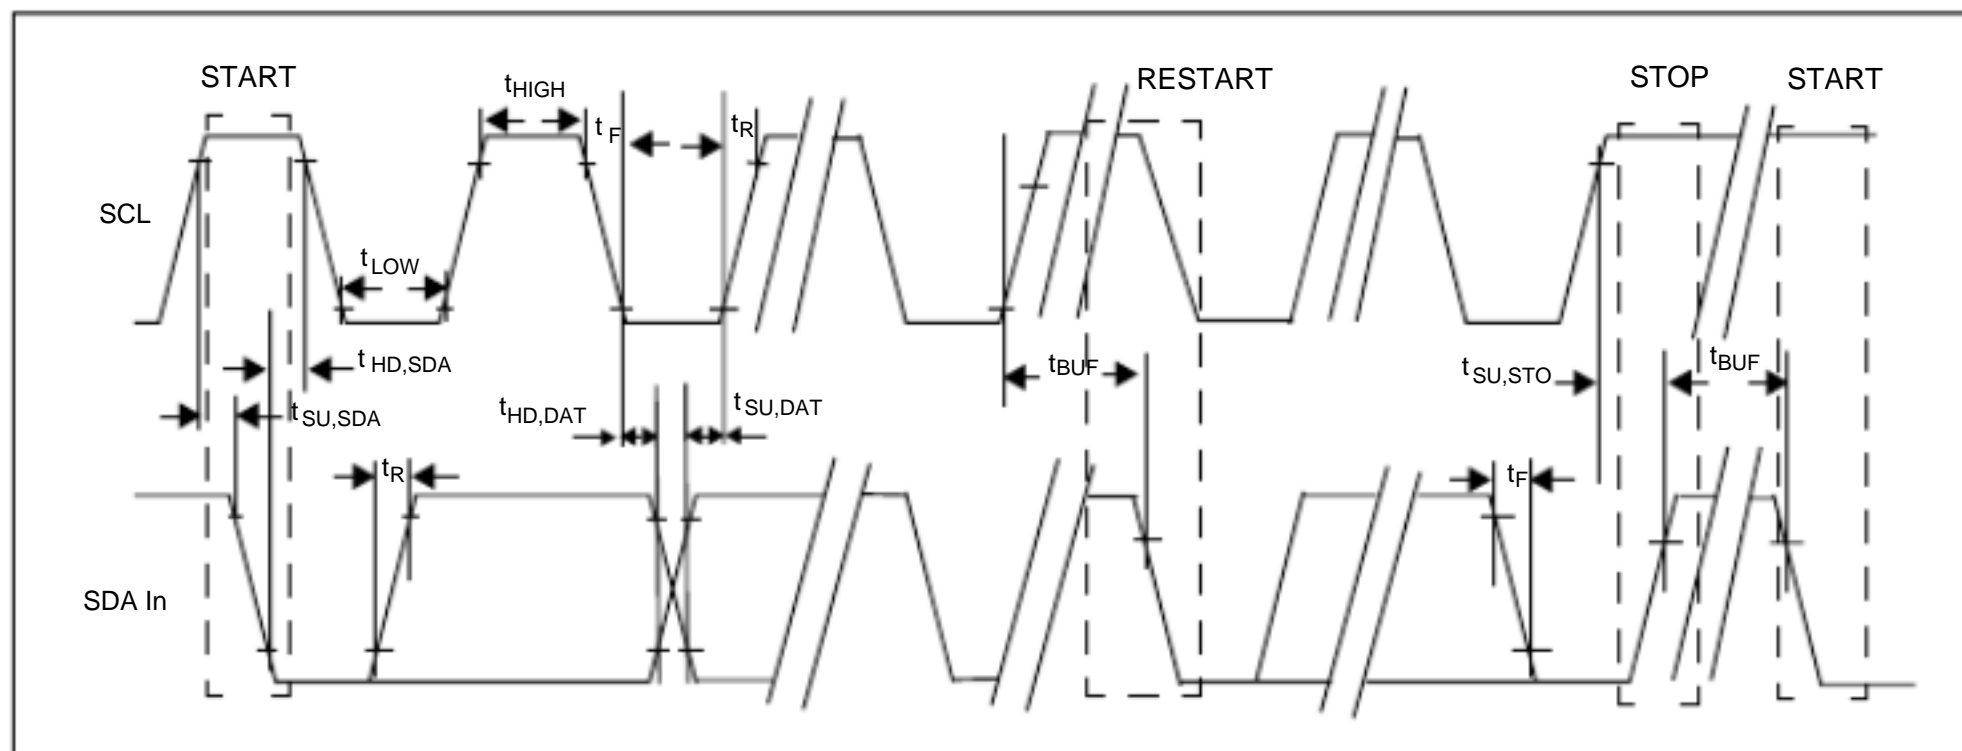 START
RESTART
STOP
START
tHIGH
tF
tR
SCL
tLOW
tHD,SDA
tBUF
tSU,STO
tBUF
tSU,SDA
tHD,DAT
tSU,DAT
tR
tF
SDA In